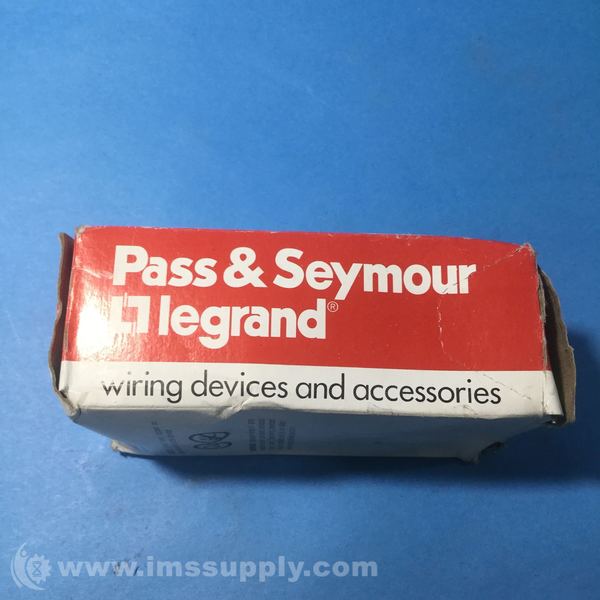 Pass & Seymour
legrand®
wiring devices and accessories
www.imssupply.com